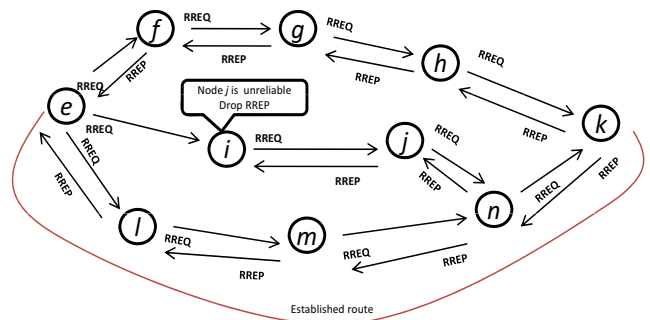 f
RREQ
RREP
g
RREQ
RREP
h
RREQ
RREP
k
RREQ
RREP
e
RREQ
Node j is unreliable
Drop RREP
i
RREQ
RREP
j
RREQ
RREP
n
RREQ
RREP
RREQ
RREP
l
RREQ
RREP
m
RREQ
RREP
Established route